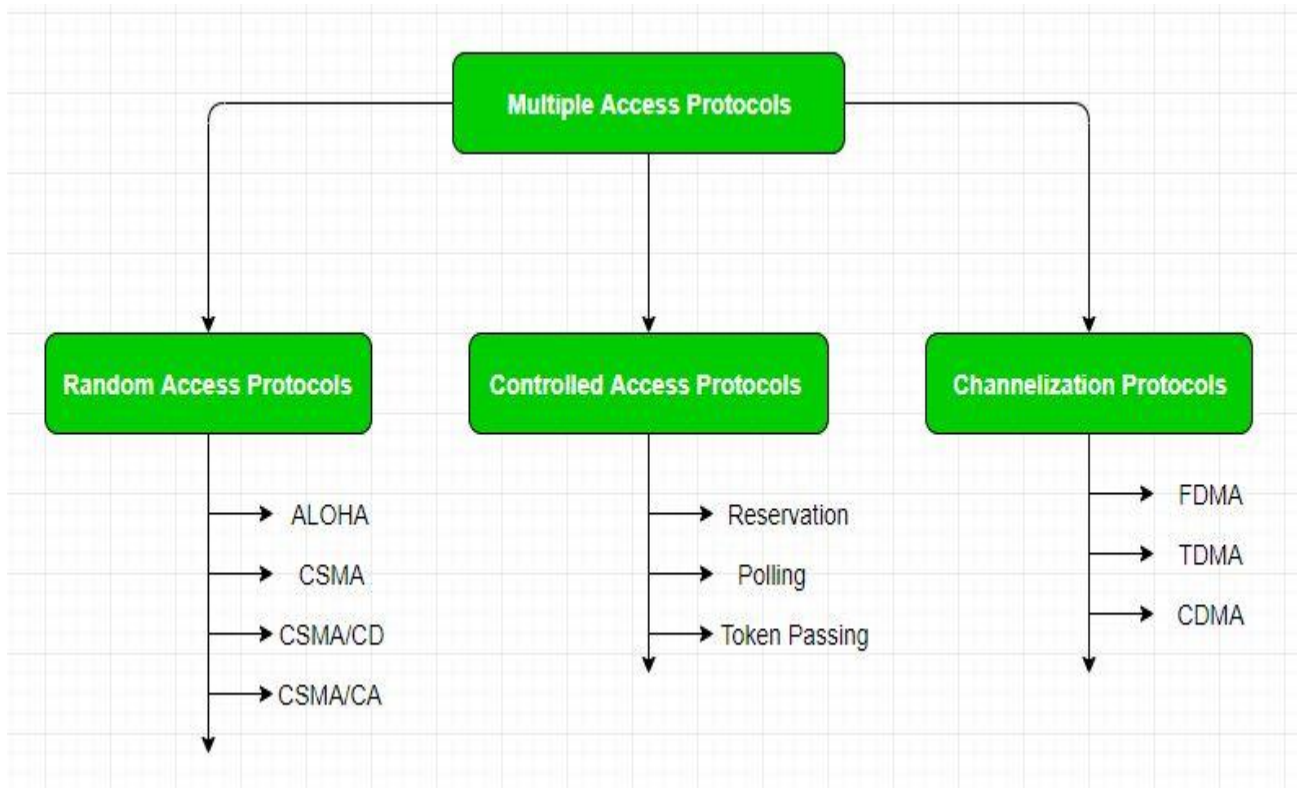 Multiple Access Protocols
Random Access Protocols
Controlled Access Protocols
Channelization Protocols
ALOHA
CSMA
CSMA/CD
CSMA/CA
Reservation
Polling
Token Passing
FDMA
TDMA
CDMA